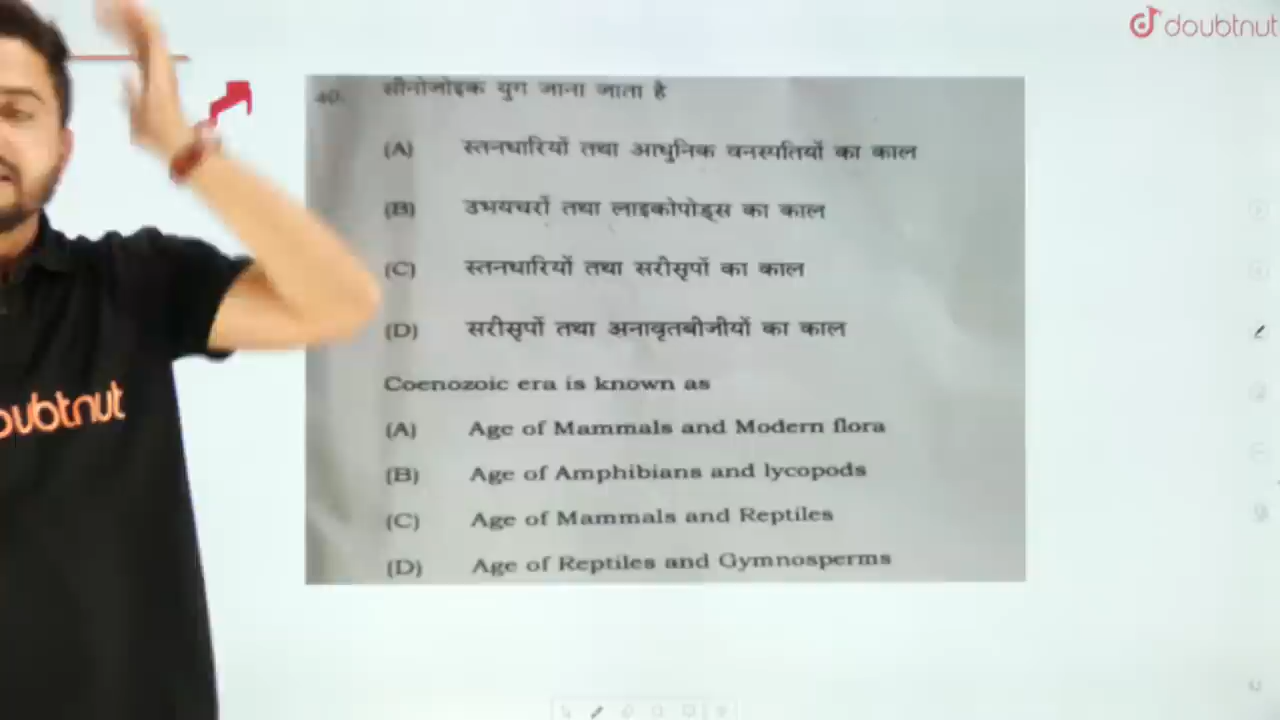 doubtnut
40. सीनोजोइक युग जाना जाता है
(A) स्तनधारियों तथा आधुनिक वनस्पतियों का काल
(B) उभयचरों तथा लाइकोपोड्स का काल
(C) स्तनधारियों तथा सरीसृपों का काल
(D) सरीसृपों तथा अनावृतबीजीयों का काल
Coenozoic era is known as
(A) Age of Mammals and Modern flora
(B) Age of Amphibians and lycopods
(C) Age of Mammals and Reptiles
(D) Age of Reptiles and Gymnosperms
oubtnut